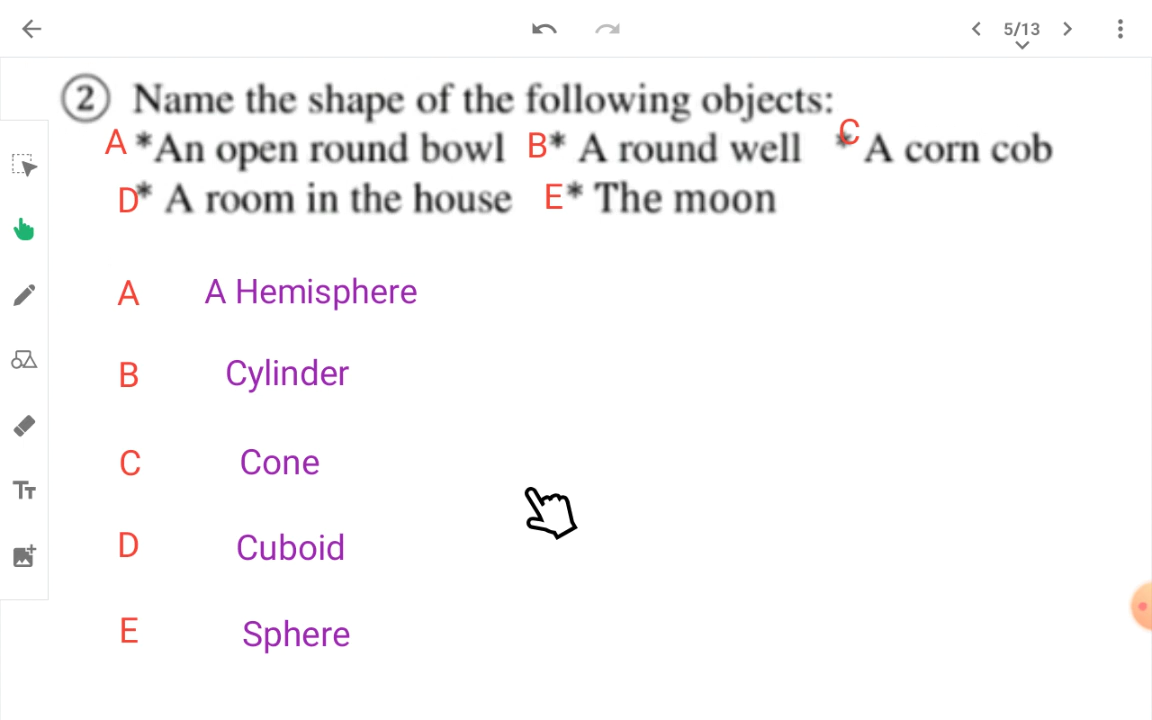 5/13
② Name the shape of the following objects:
A *An open round bowl B* A round well C * A corn cob
D* A room in the house E* The moon
A A Hemisphere
B Cylinder
C Cone
D Cuboid
E Sphere
Tт